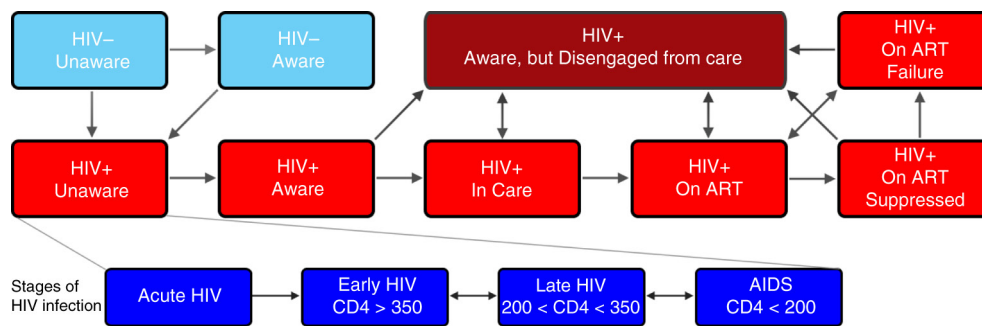 HIV–
Unaware
HIV–
Aware
HIV+
Aware, but Disengaged from care
HIV+
On ART
Failure
HIV+
Unaware
HIV+
Aware
HIV+
In Care
HIV+
On ART
HIV+
On ART
Suppressed
Stages of
HIV infection
Acute HIV
Early HIV
CD4 > 350
Late HIV
200 < CD4 < 350
AIDS
CD4 < 200